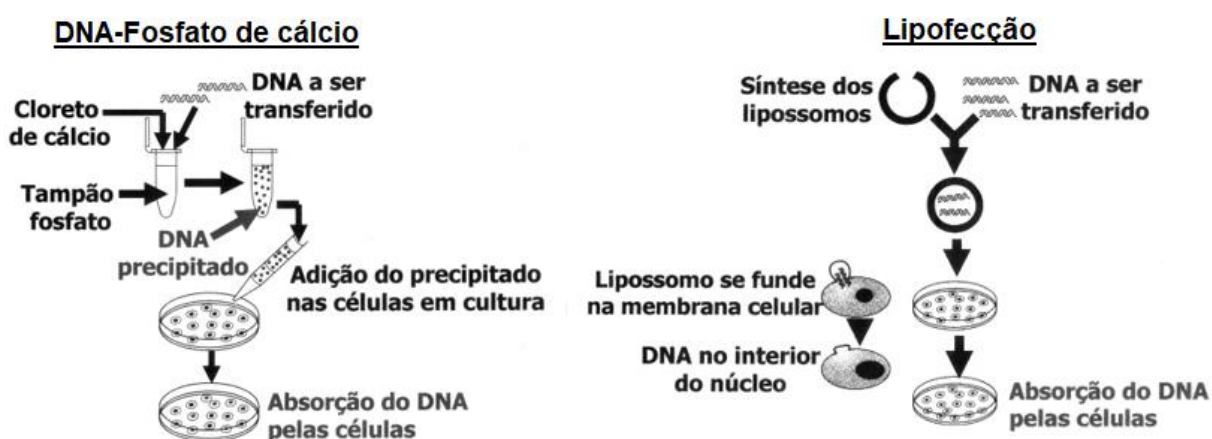 DNA-Fosfato de cálcio
DNA a ser
transferido
Cloreto
de cálcio
Tampão
fosfato
DNA
precipitado
Adição do precipitado
nas células em cultura
Absorção do DNA
pelas células
Lipofecção
Síntese dos
lipossomos
DNA a ser
transferido
Lipossomo se funde
na membrana celular
DNA no interior
do núcleo
Absorção do DNA
pelas células